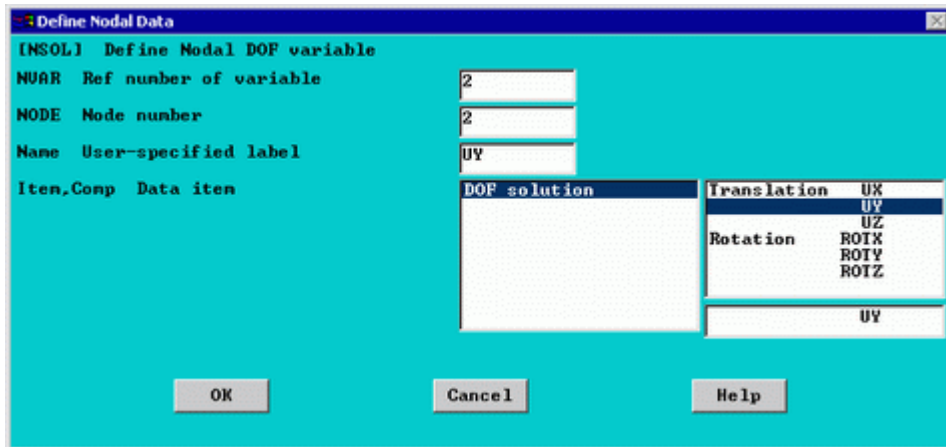 Define Nodal Data
[NSOL] Define Nodal DOF variable
NVAR Ref number of variable 2
NODE Node number 2
Name User-specified label UY
Item,Comp Data item DOF solution Translation UX
UY
UZ
Rotation ROTX
ROTY
ROTZ
UY
OK Cancel Help